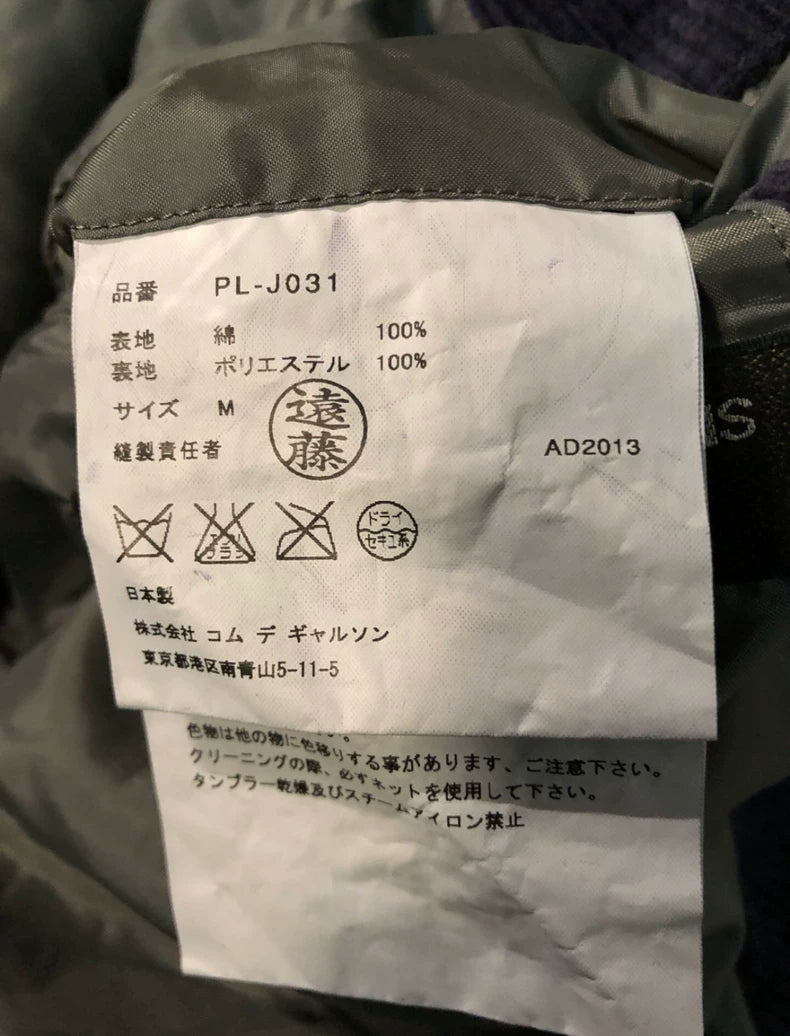 品番 PL-J031
表地 綿 100%
裏地 ポリエステル 100%
サイズ M
遠藤
縫製責任者
AD2013
ドライ
セキユ系
日本製
株式会社 コム デ ギャルソン
東京都港区南青山5-11-5
色物は他の物に色移りする事があります、ご注意下さい。
クリーニングの際、必ずネットを使用して下さい。
タンブラー乾燥及びスチームアイロン禁止